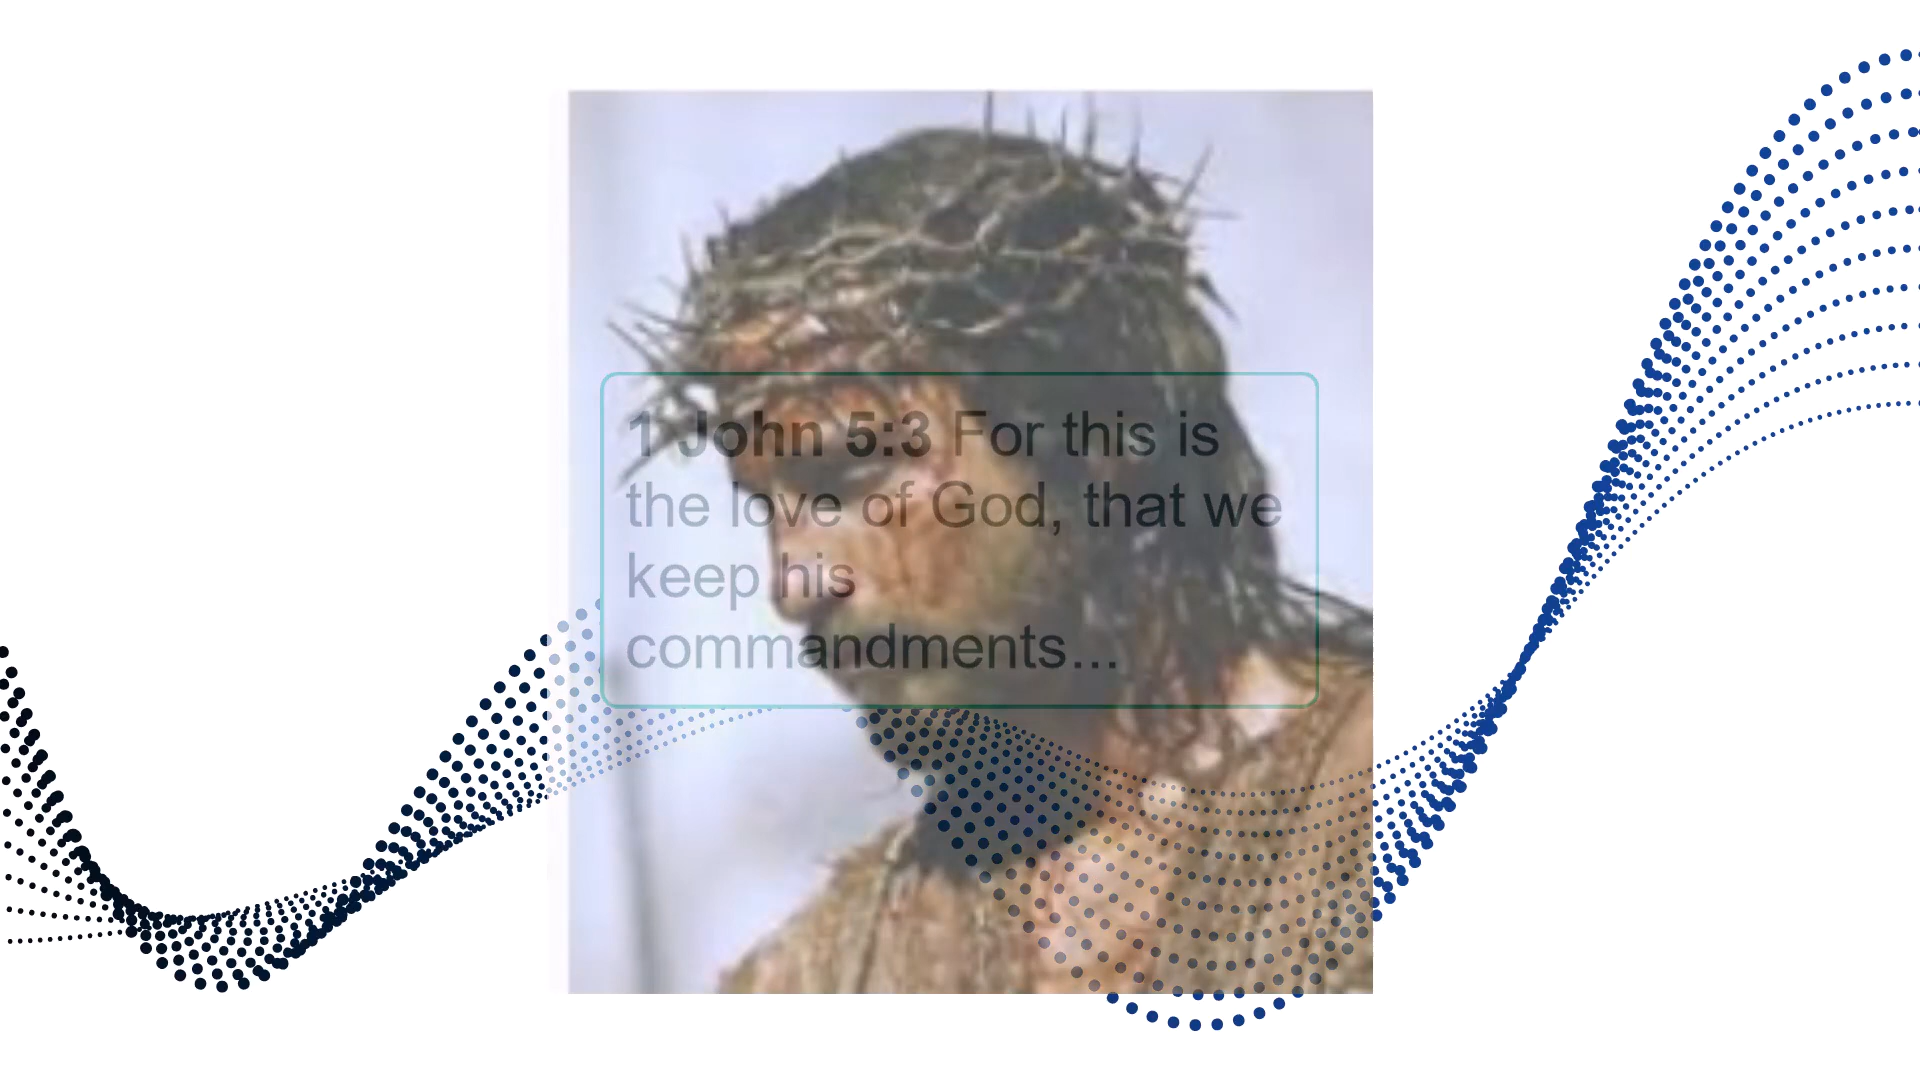 1 John 5:3 For this is
the love of God, that we
keep his
commandments...